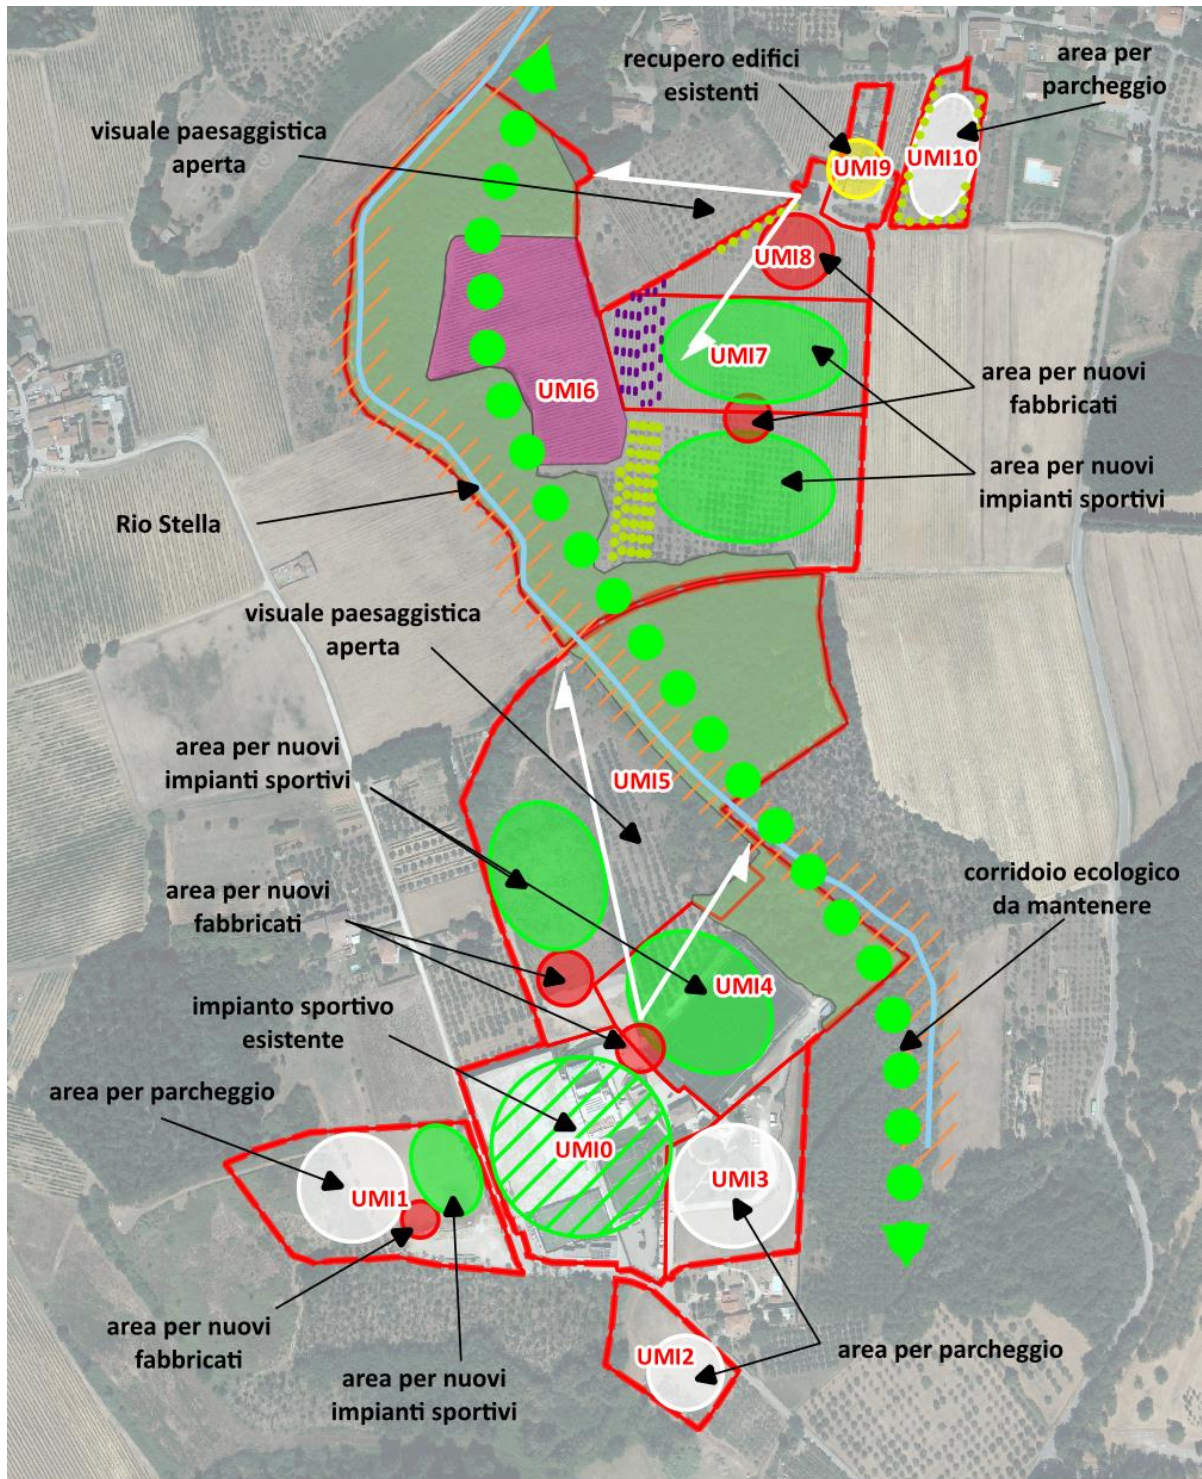 recupero edifici
esistenti
area per
parcheggio
visuale paesaggistica
aperta
UMI9
UMI10
UMI8
UMI7
UMI6
area per nuovi
fabbricati
area per nuovi
impianti sportivi
Rio Stella
visuale paesaggistica
aperta
area per nuovi
impianti sportivi
UMI5
area per nuovi
fabbricati
corridoio ecologico
da mantenere
UMI4
impianto sportivo
esistente
area per parcheggio
UMI0
UMI3
UMI1
area per nuovi
fabbricati
area per nuovi
impianti sportivi
UMI2
area per parcheggio